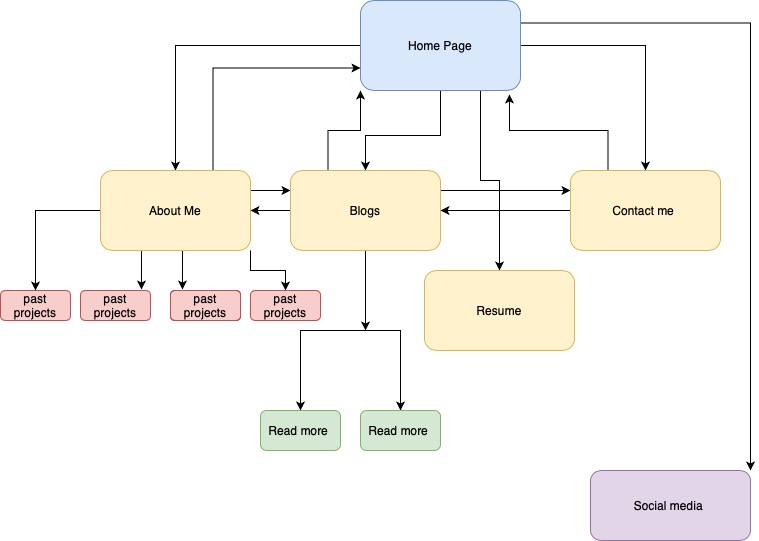 Home Page
About Me
Blogs
Contact me
past
projects
past
projects
past
projects
past
projects
Resume
Read more
Read more
Social media